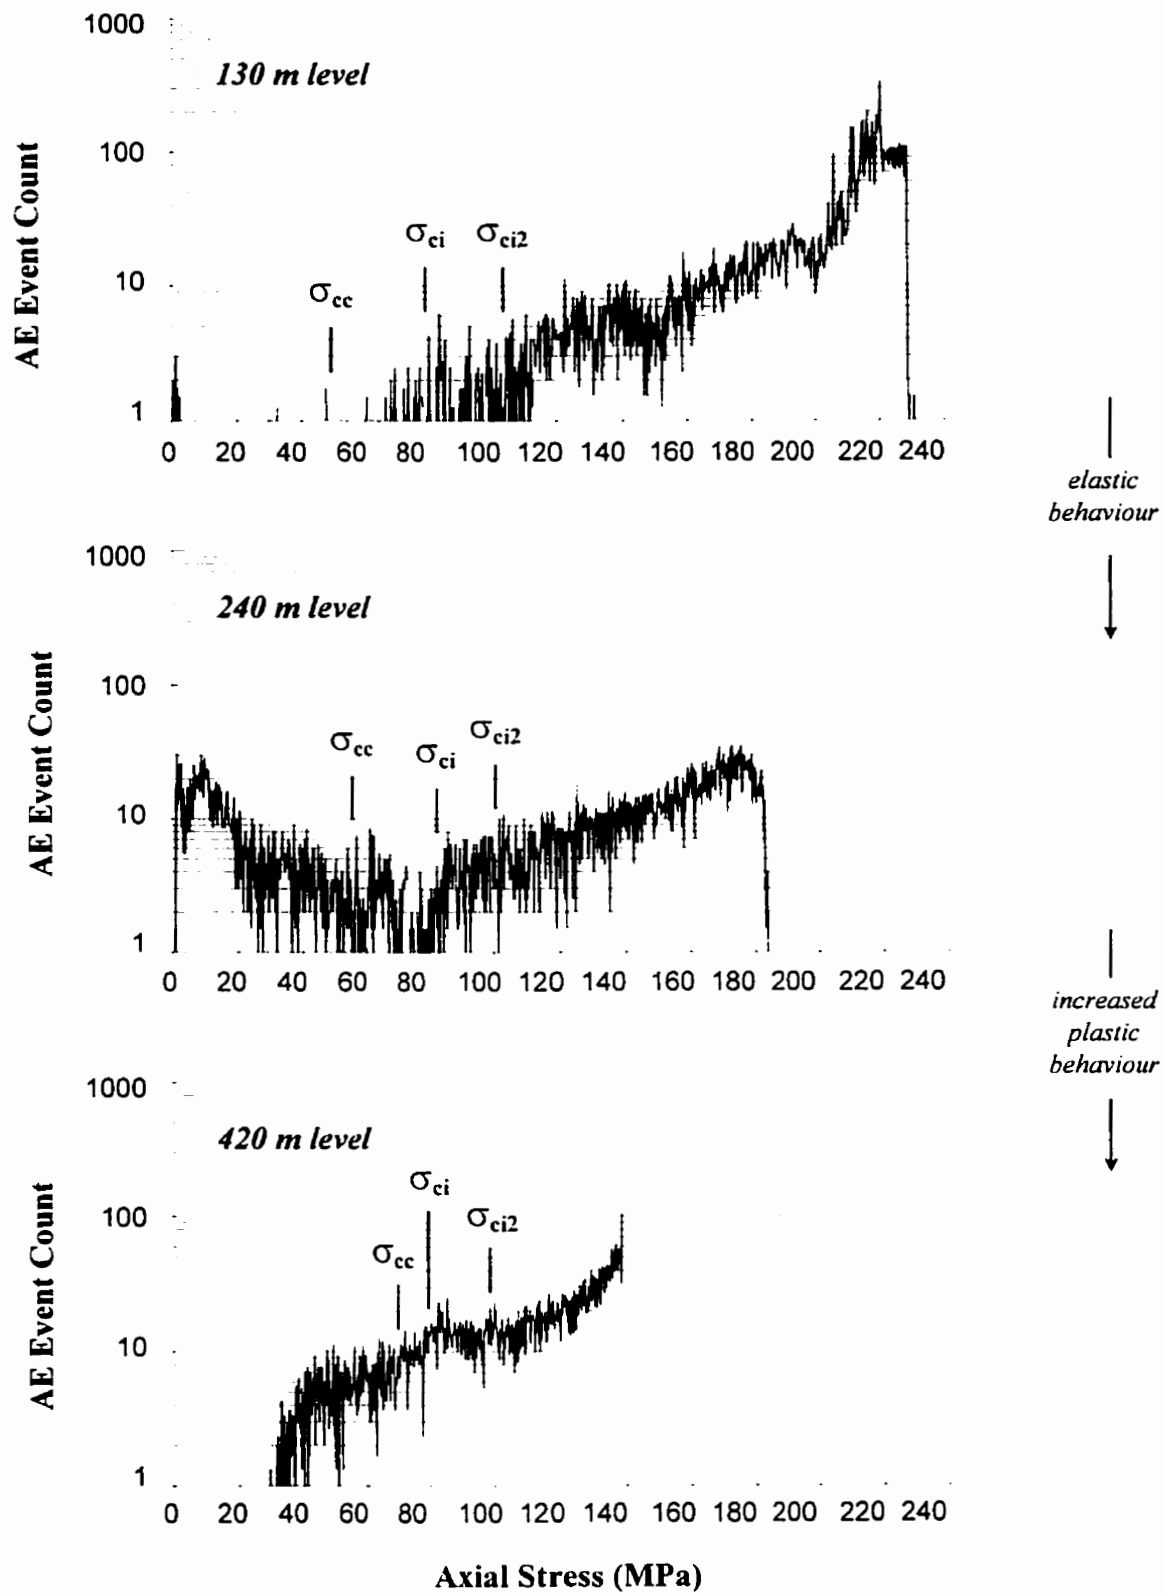 1000
130 m level
100
AE Event Count
σci σci2
10
σcc
1
0 20 40 60 80 100 120 140 160 180 200 220 240
elastic
behaviour
1000
240 m level
100
AE Event Count
σcc σci σci2
10
1
0 20 40 60 80 100 120 140 160 180 200 220 240
increased
plastic
behaviour
1000
420 m level
σci
100
AE Event Count
σcc σci2
10
1
0 20 40 60 80 100 120 140 160 180 200 220 240
Axial Stress (MPa)